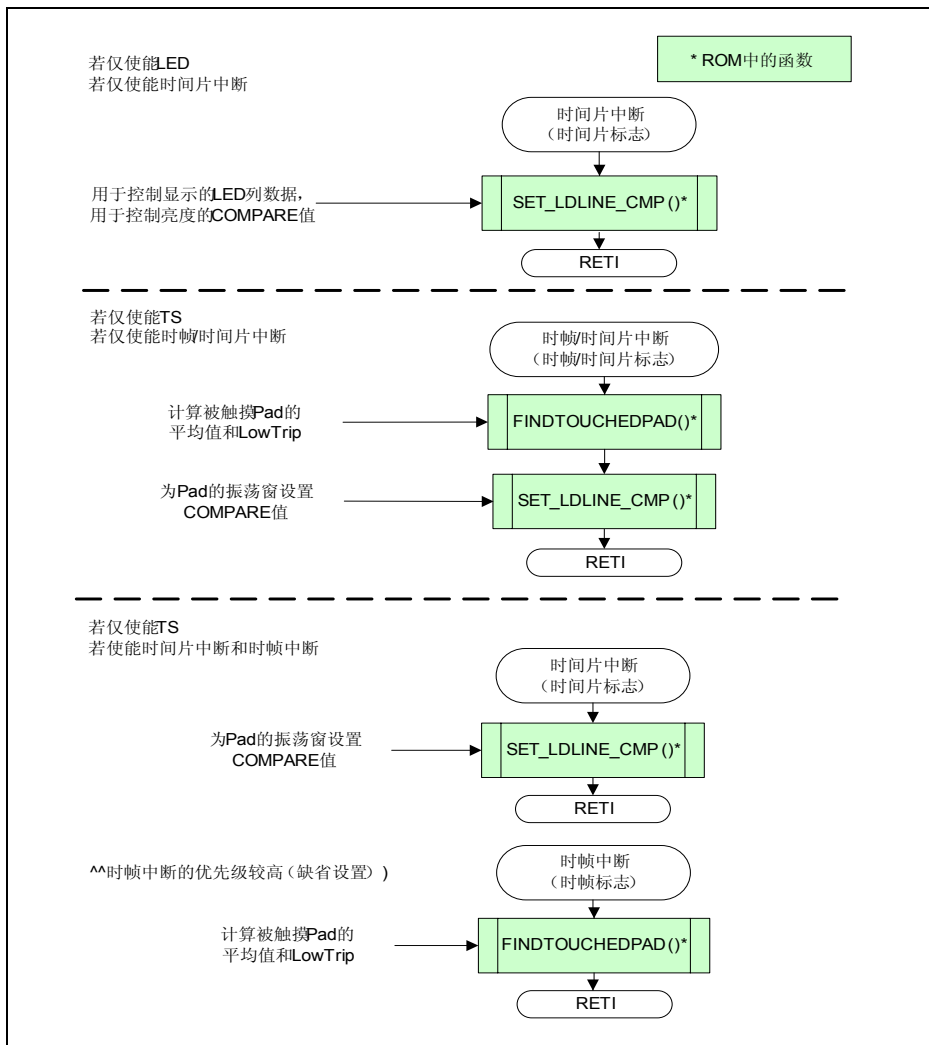 若仅使能LED
若仅使能时间片中断
* ROM中的函数
时间片中断
（时间片标志）
用于控制显示的LED列数据，
用于控制亮度的COMPARE值
SET_LDLINE_CMP()*
RETI
若仅使能TS
若仅使能时帧/时间片中断
时帧/时间片中断
（时帧/时间片标志）
计算被触摸Pad的
平均值和LowTrip
FINDTOUCHEDPAD()*
为Pad的振荡窗设置
COMPARE值
SET_LDLINE_CMP()*
RETI
若仅使能TS
若使能时间片中断和时帧中断
时间片中断
（时间片标志）
为Pad的振荡窗设置
COMPARE值
SET_LDLINE_CMP()*
RETI
^^时帧中断的优先级较高（缺省设置）)
时帧中断
（时帧标志）
计算被触摸Pad的
平均值和LowTrip
FINDTOUCHEDPAD()*
RETI